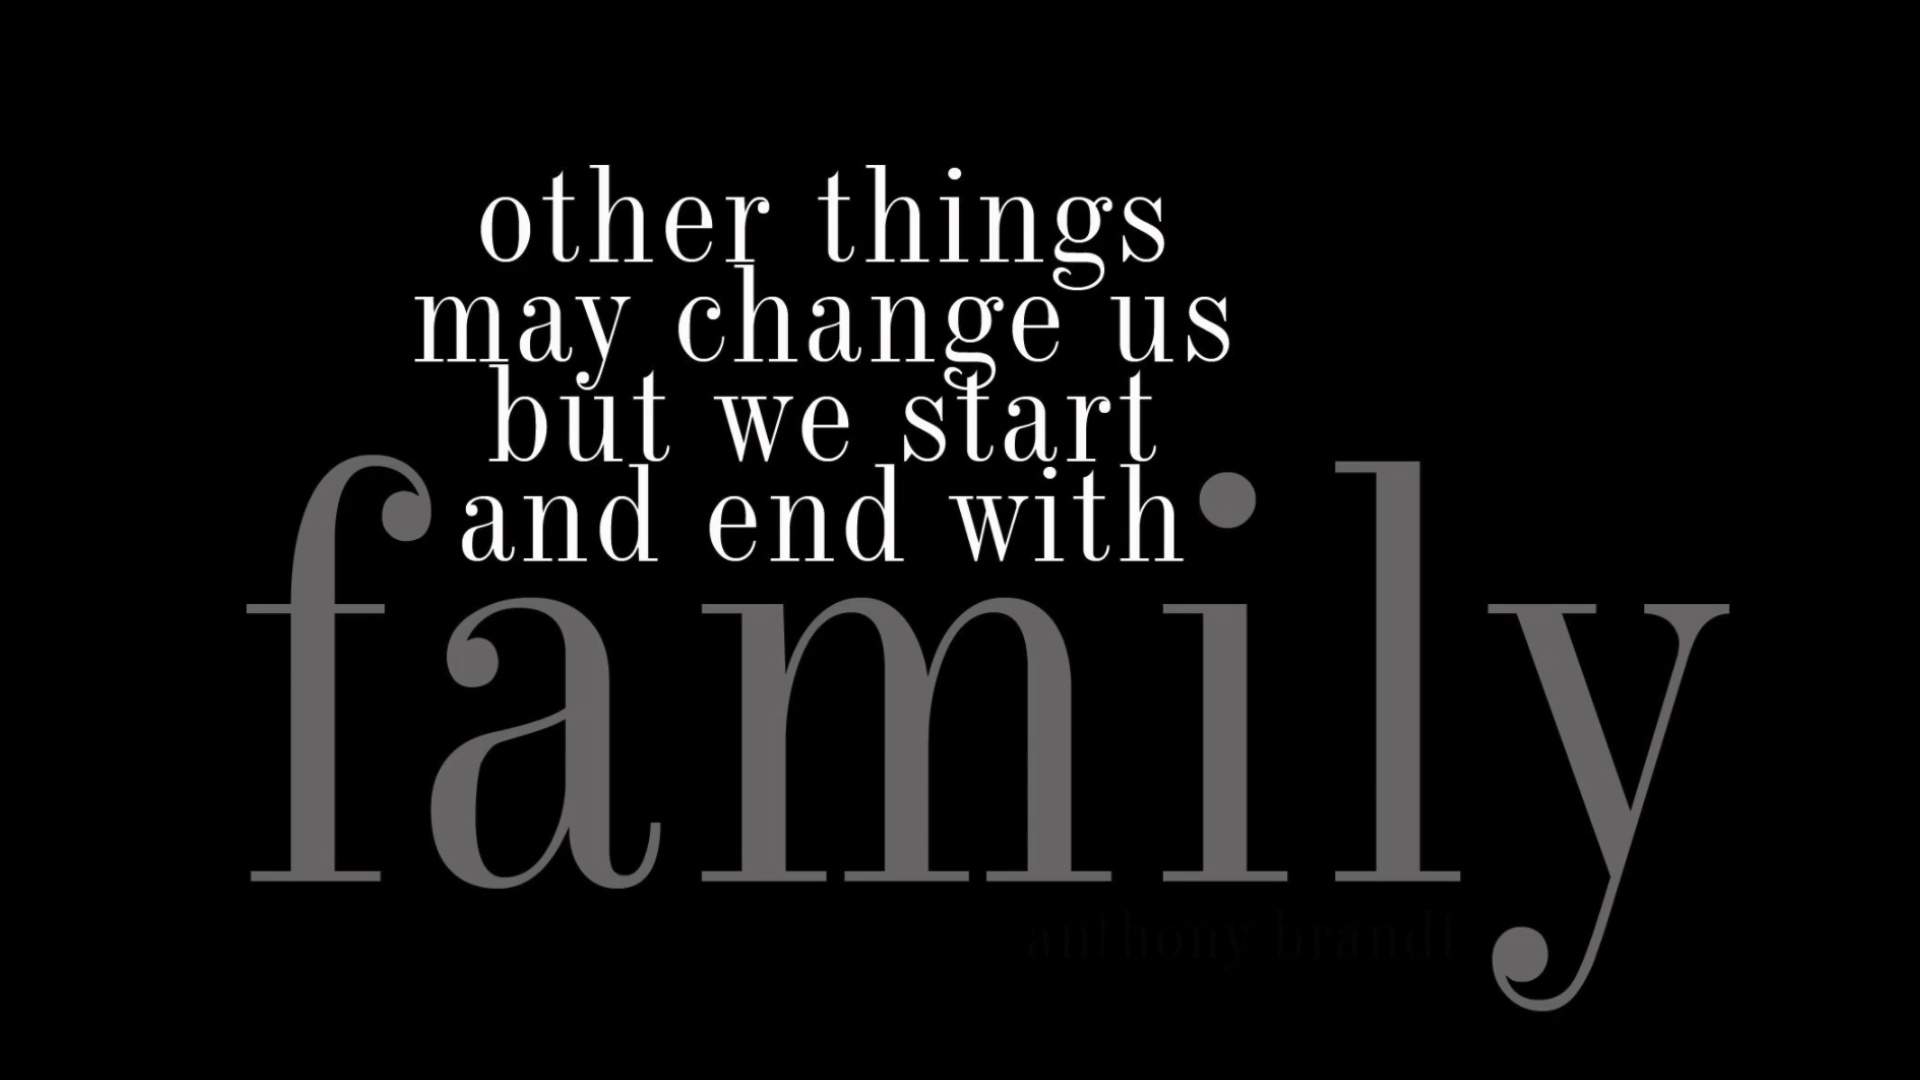 other things
may change us
but we start
and end with
family
anthony brandt